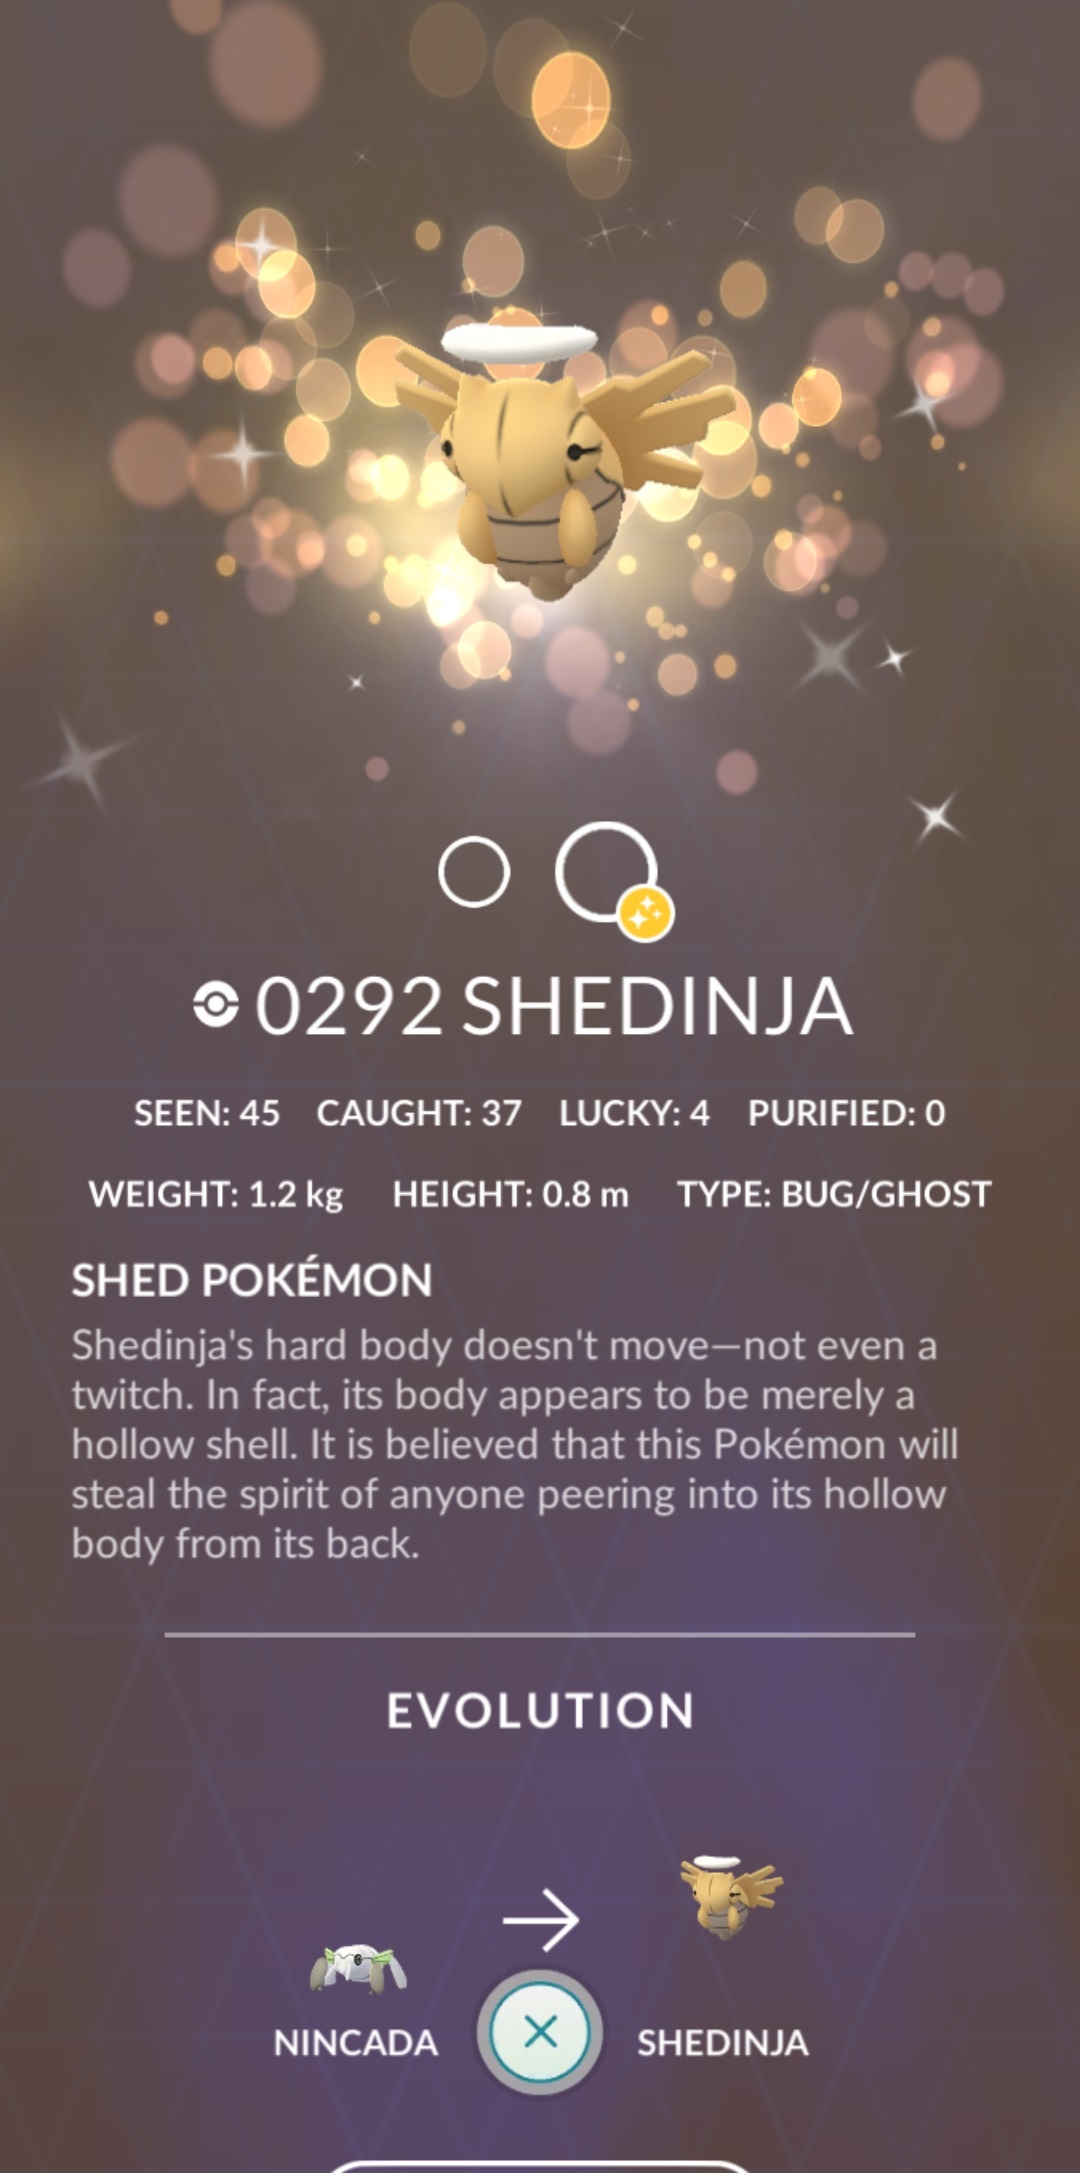 0292 SHEDINJA
SEEN: 45 CAUGHT: 37 LUCKY: 4 PURIFIED: 0
WEIGHT: 1.2 kg HEIGHT: 0.8 m TYPE: BUG/GHOST
SHED POKÉMON
Shedinja's hard body doesn't move—not even a
twitch. In fact, its body appears to be merely a
hollow shell. It is believed that this Pokémon will
steal the spirit of anyone peering into its hollow
body from its back.
EVOLUTION
NINCADA SHEDINJA